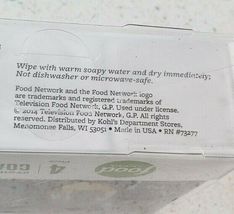 Wipe with warm soapy water and dry immediately;
Not dishwasher or microwave-safe.
Food Network and the Food Network logo
are trademarks and registered trademarks of
Television Food Network, G.P. Used under license.
© 2014 Television Food Network, G.P. All rights
reserved. Distributed by Kohl's Department Stores,
Menomonee Falls, WI 53051 • Made in USA • RN #73277
food
4